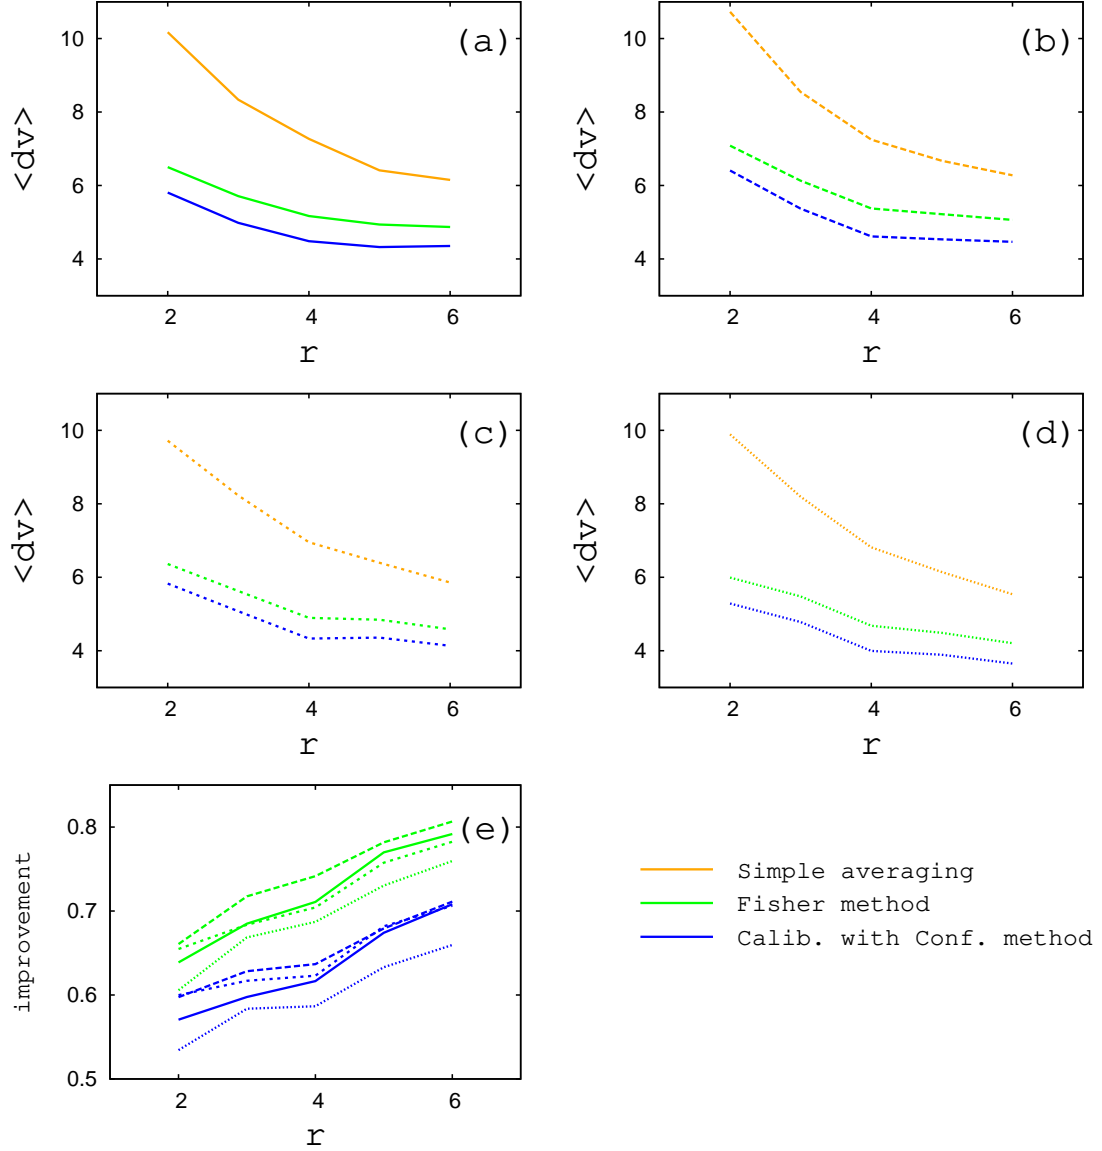 10
8
6
4
<dv>
(a)
2 4 6
r
10
8
6
4
<dv>
(b)
2 4 6
r
10
8
6
4
<dv>
(c)
2 4 6
r
10
8
6
4
<dv>
(d)
2 4 6
r
0.8
0.7
0.6
0.5
improvement
(e)
2 4 6
r
Simple averaging
Fisher method
Calib. with Conf. method